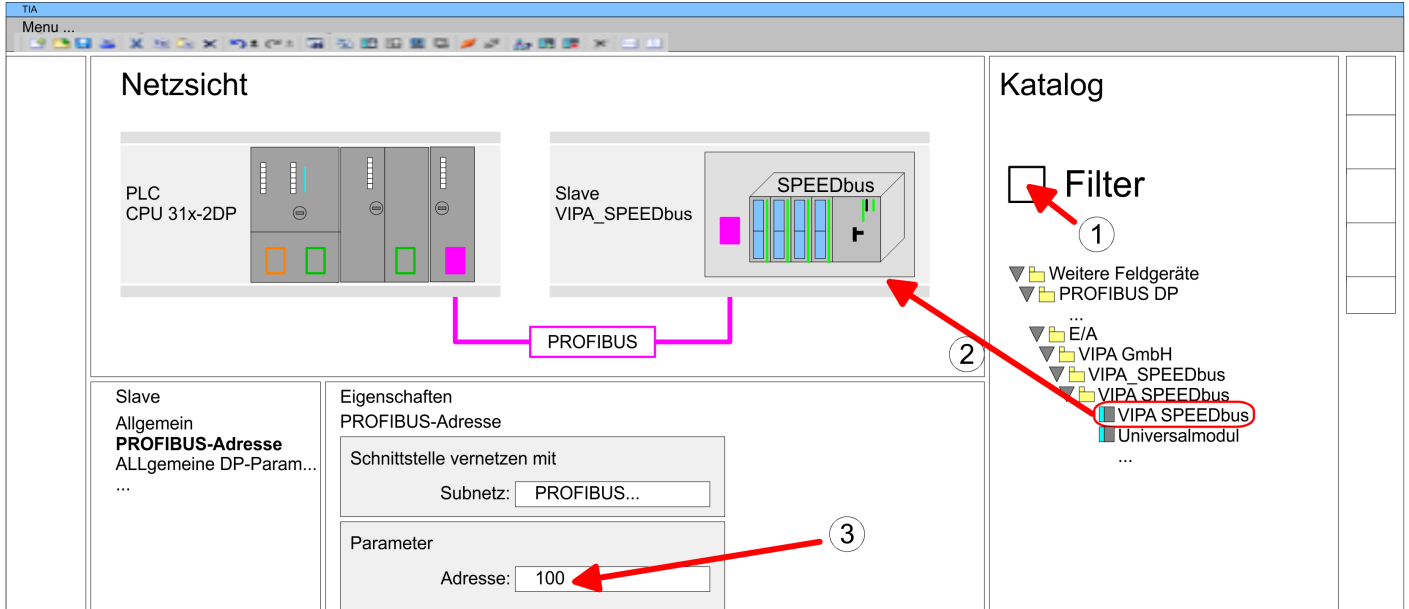 TIA
Menu ...
Netzsicht
PLC
CPU 31x-2DP
Slave
VIPA_SPEEDbus
SPEEDbus
PROFIBUS
Katalog
Filter
1
Weitere Feldgeräte
PROFIBUS DP
...
E/A
VIPA GmbH
VIPA_SPEEDbus
VIPA SPEEDbus
VIPA SPEEDbus
Universalmodul
...
2
Slave
Allgemein
PROFIBUS-Adresse
ALLgemeine DP-Param...
...
Eigenschaften
PROFIBUS-Adresse
Schnittstelle vernetzen mit
Subnetz: PROFIBUS...
Parameter
Adresse: 100
3